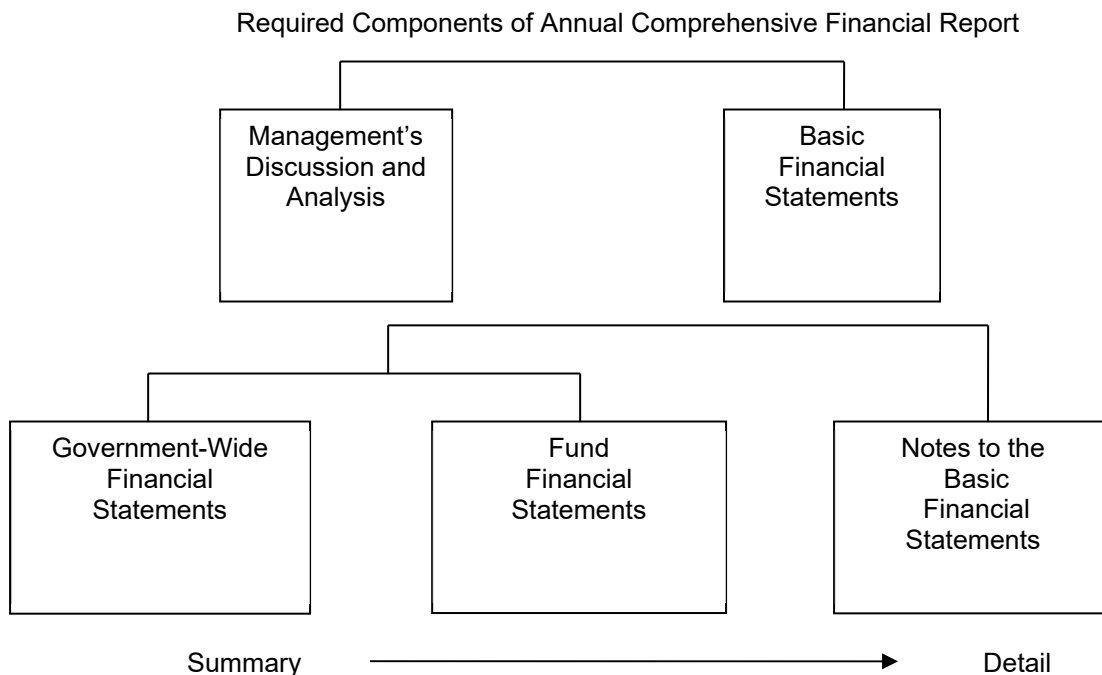 Required Components of Annual Comprehensive Financial Report
Management’s
Discussion and
Analysis
Basic
Financial
Statements
Government-Wide
Financial
Statements
Fund
Financial
Statements
Notes to the
Basic
Financial
Statements
Summary
Detail